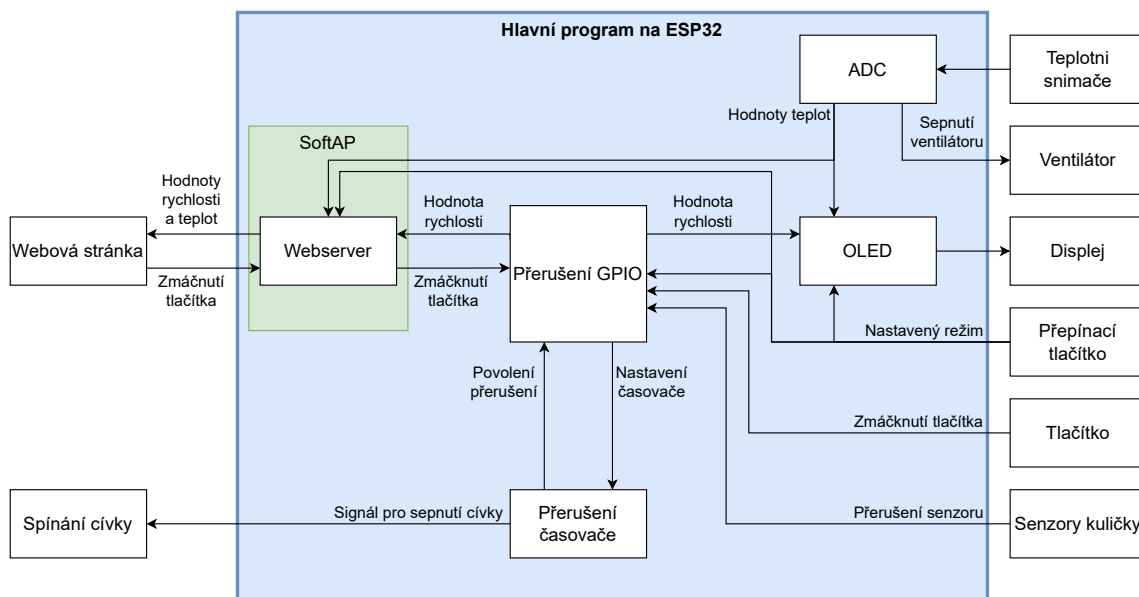 Hlavní program na ESP32
ADC
Teplotni
snimače
Hodnoty teplot
Sepnutí
ventilátoru
Ventilátor
SoftAP
Hodnoty
rychlosti
a teplot
Hodnota
rychlosti
Hodnota
rychlosti
Webová stránka
Webserver
Přerušení GPIO
OLED
Displej
Zmáčnutí
tlačítka
Zmáčknutí
tlačítka
Nastavený režim
Přepínací
tlačítko
Povolení
přerušení
Nastavení
časovače
Zmáčknutí tlačítka
Tlačítko
Spínání cívky
Signál pro sepnutí cívky
Přerušení
časovače
Přerušení senzoru
Senzory kuličky